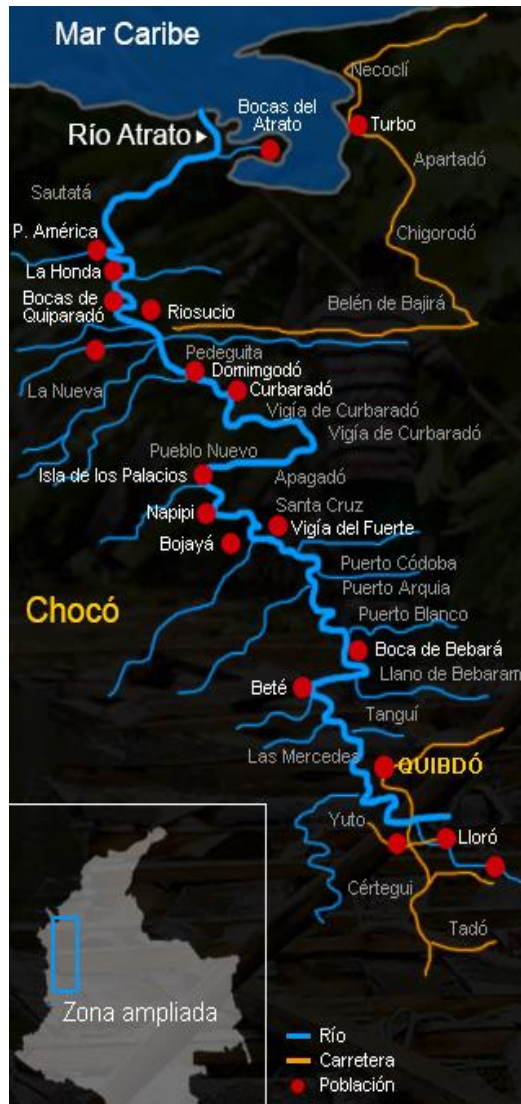 Mar Caribe
Necoclí
Bocas del
Atrato
Turbo
Río Atrato
Apartadó
Sautatá
P. América
Chigorodó
La Honda
Bocas de
Quiparadó
Riosucio
Belén de Bajirá
Pedeguita
Domimgodó
La Nueva
Curbaradó
Vigía de Curbaradó
Vigía de Curbaradó
Pueblo Nuevo
Isla de los Palacios
Apagadó
Santa Cruz
Napipi
Vigía del Fuerte
Bojayá
Puerto Códoba
Puerto Arquia
Chocó
Puerto Blanco
Boca de Bebará
Llano de Bebaram
Beté
Tanguí
Las Mercedes
QUIBDÓ
Yuto
Lloró
Cértegui
Tadó
Zona ampliada
Río
Carretera
Población